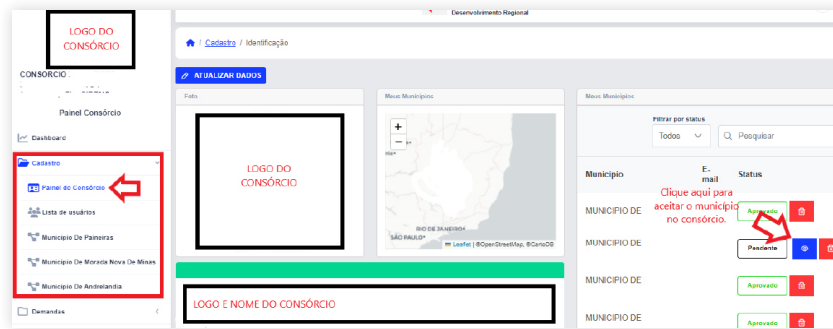 Desenvolvimento Regional
LOGO DO
CONSÓRCIO
/ Cadastro / Identificação
CONSORCIO .
ATUALIZAR DADOS
Painel Consórcio
Foto
Meus Municípios
Meus Municípios
Dashboard
Filtrar por status
Todos
Pesquisar
Cadastro
LOGO DO
CONSÓRCIO
Município
E-
mail
Status
Painel do Consórcio
Clique aqui para
aceitar o município
no consórcio.
Lista de usuários
MUNICIPIO DE
Aprovado
Municipio De Paineiras
RIO DE JANEIRO
SÃO PAULO
MUNICIPIO DE
Pendente
Leaflet | © OpenStreetMap, © CartoDB
Municipio De Morada Nova De Minas
Municipio De Andrelandia
MUNICIPIO DE
Aprovado
Demandas
LOGO E NOME DO CONSÓRCIO
MUNICIPIO DE
Aprovado